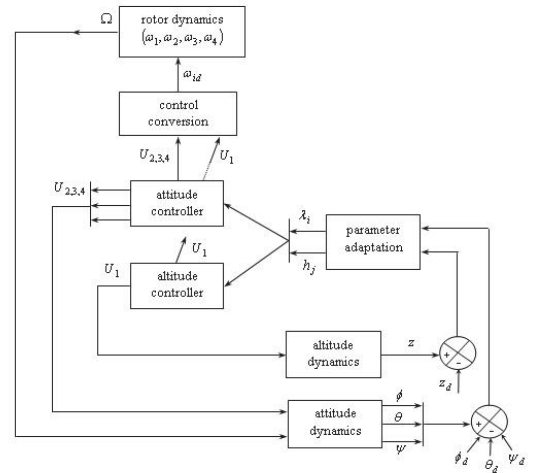 Ω
rotor dynamics
(ω1, ω2, ω3, ω4)
ωid
control
conversion
U2,3,4
U1
U2,3,4
attitude
controller
λi
hj
parameter
adaptation
U1
U1
altitude
controller
altitude
dynamics
z
+
-
zd
attitude
dynamics
ϕ
θ
ψ
+
-
ϕd
θd
ψd